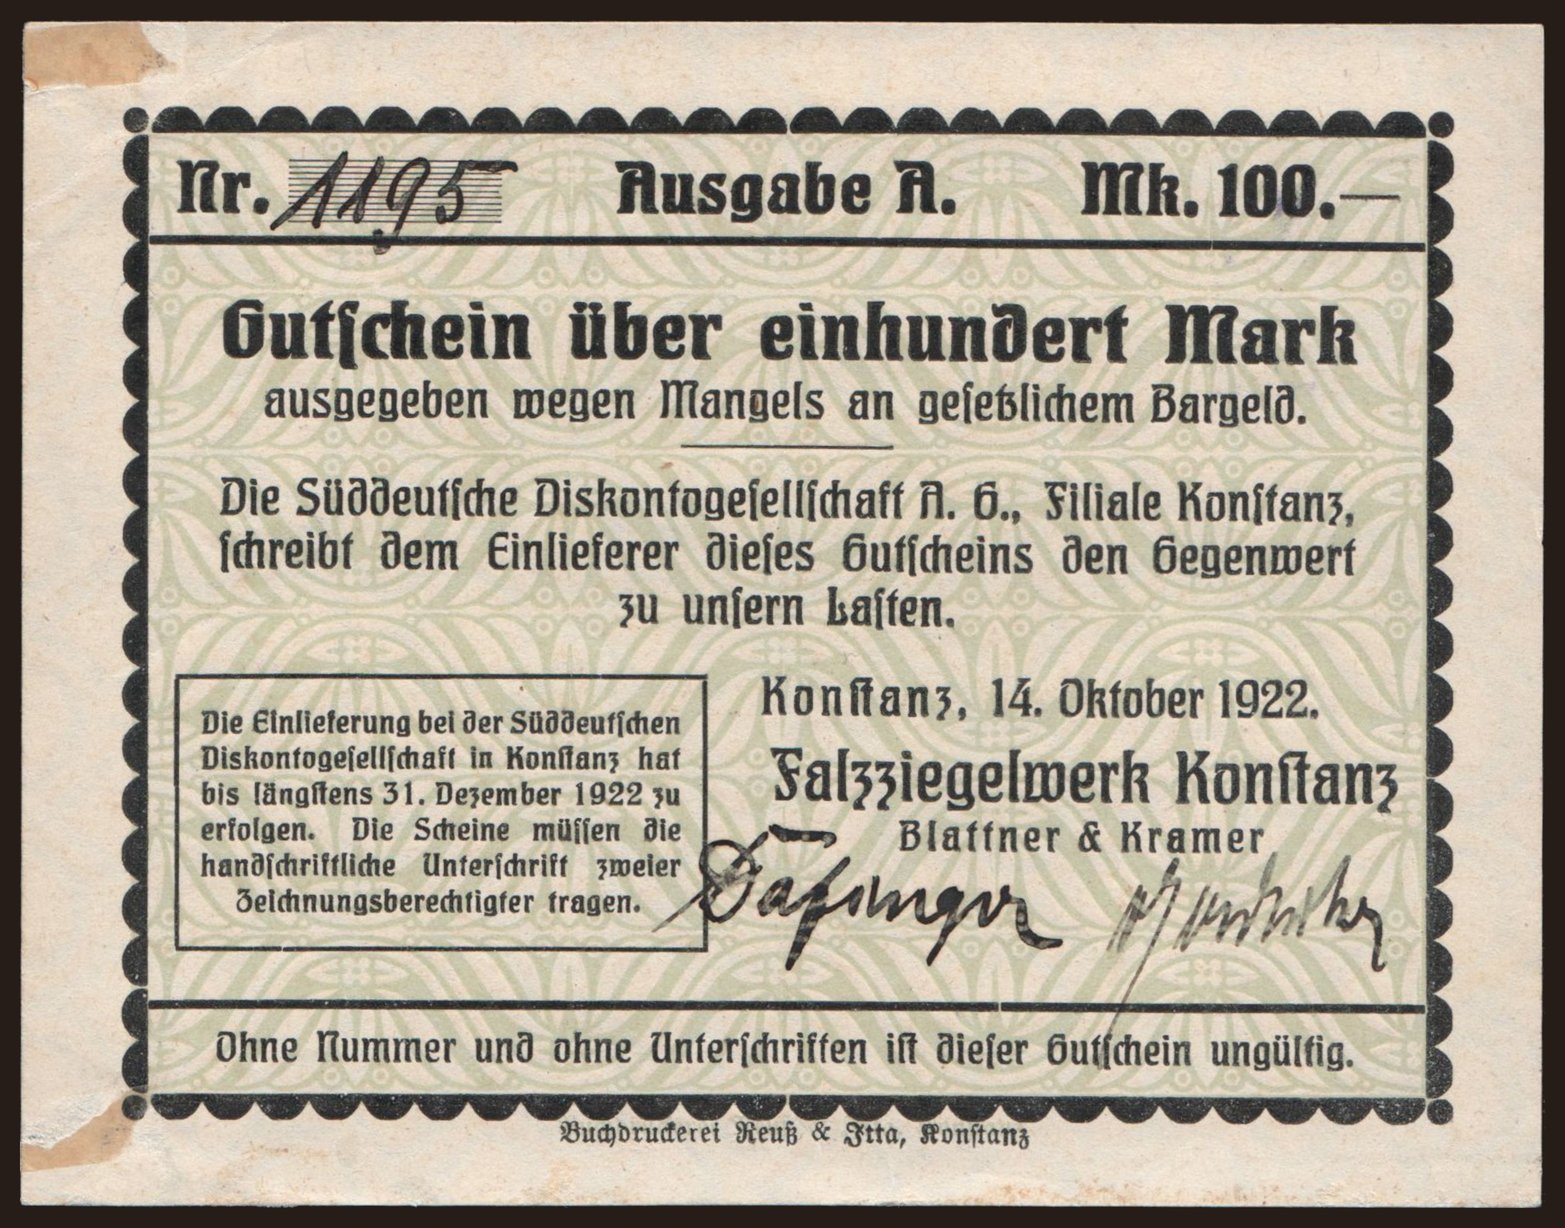 Nr. 1195 Ausgabe A. Mk. 100.—
Gutſchein über einhundert Mark
ausgegeben wegen Mangels an geſetzlichem Bargeld.
Die Süddeutſche Diskontogeſellſchaft A. G., Filiale Konſtanz,
ſchreibt dem Einlieferer dieſes Gutſcheins den Gegenwert
zu unſern Laſten.
Die Einlieferung bei der Süddeutſchen
Diskontogeſellſchaft in Konſtanz hat
bis längſtens 31. Dezember 1922 zu
erfolgen. Die Scheine müſſen die
handſchriftliche Unterſchrift zweier
Zeichnungsberechtigter tragen.
Konſtanz, 14. Oktober 1922.
Falzziegelwerk Konſtanz
Blattner & Kramer
Ohne Nummer und ohne Unterſchriften iſt dieſer Gutſchein ungültig.
Buchdruckerei Reuß & Itta, Konſtanz